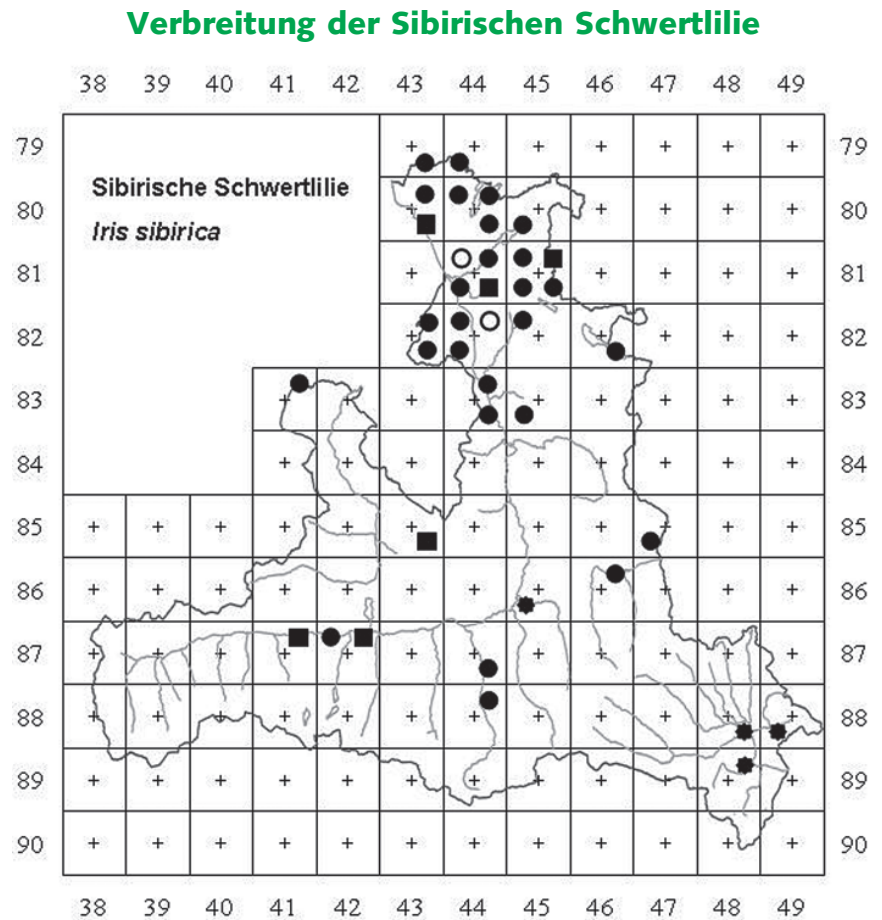 Verbreitung der Sibirischen Schwertlilie
38 39 40 41 42 43 44 45 46 47 48 49
79 79
Sibirische Schwertlilie
80 80
Iris sibirica
81 81
82 82
83 83
84 84
85 85
86 86
87 87
88 88
89 89
90 90
38 39 40 41 42 43 44 45 46 47 48 49